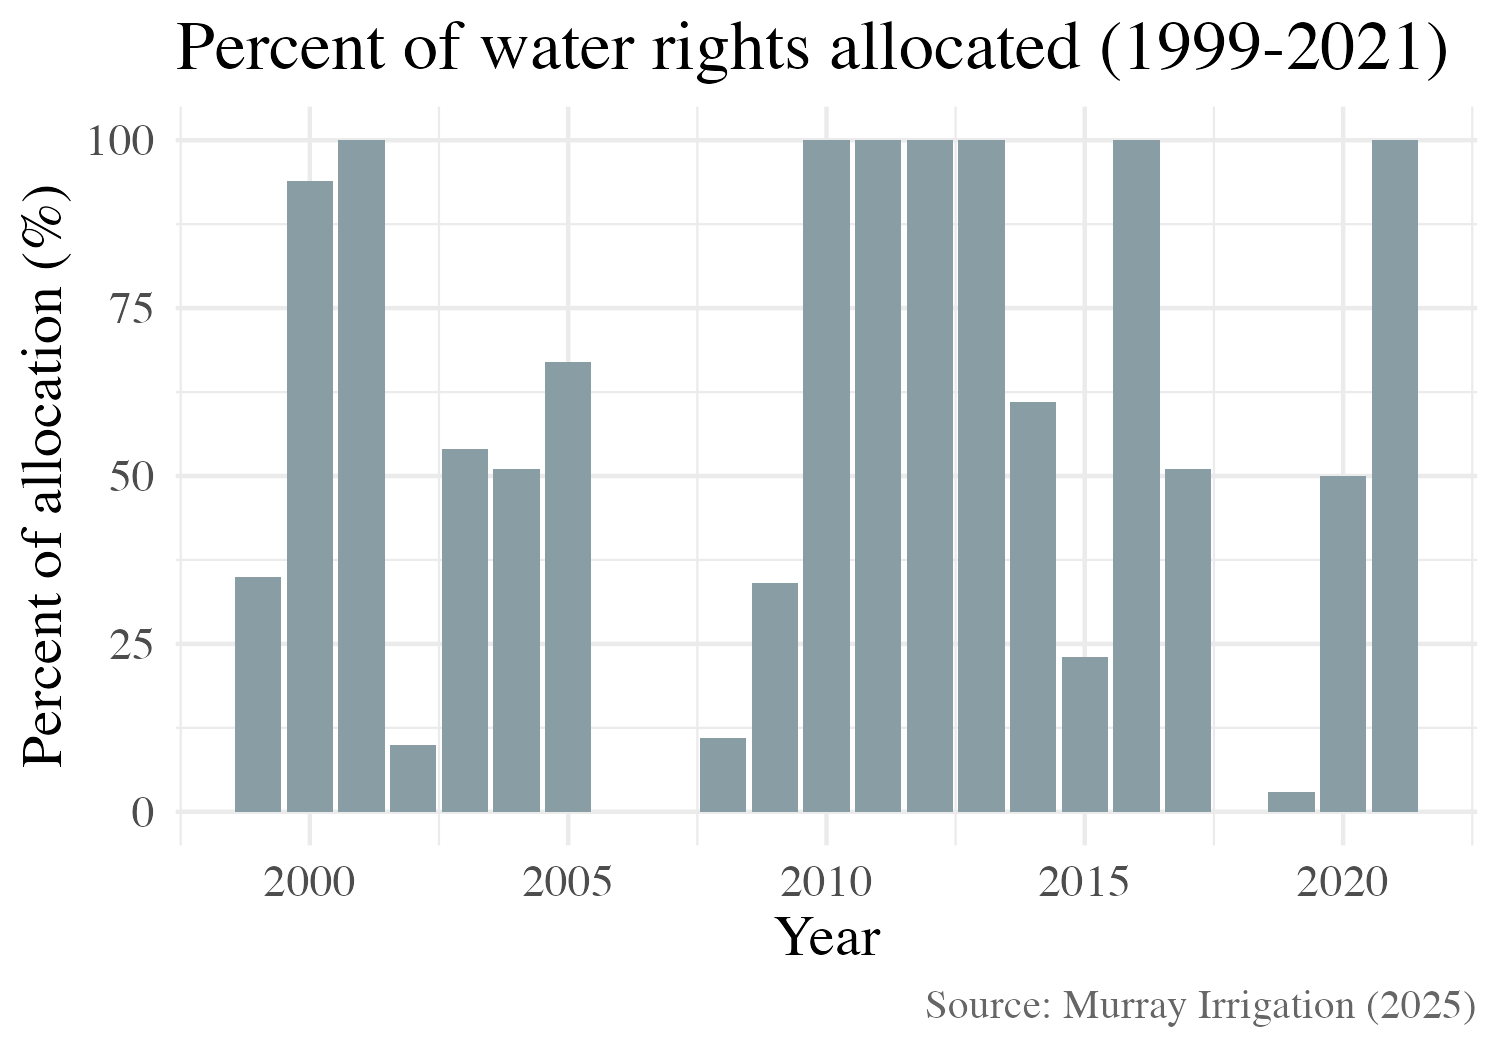 Percent of water rights allocated (1999-2021)
Percent of allocation (%)
100
75
50
25
0
2000 2005 2010 2015 2020
Year
Source: Murray Irrigation (2025)